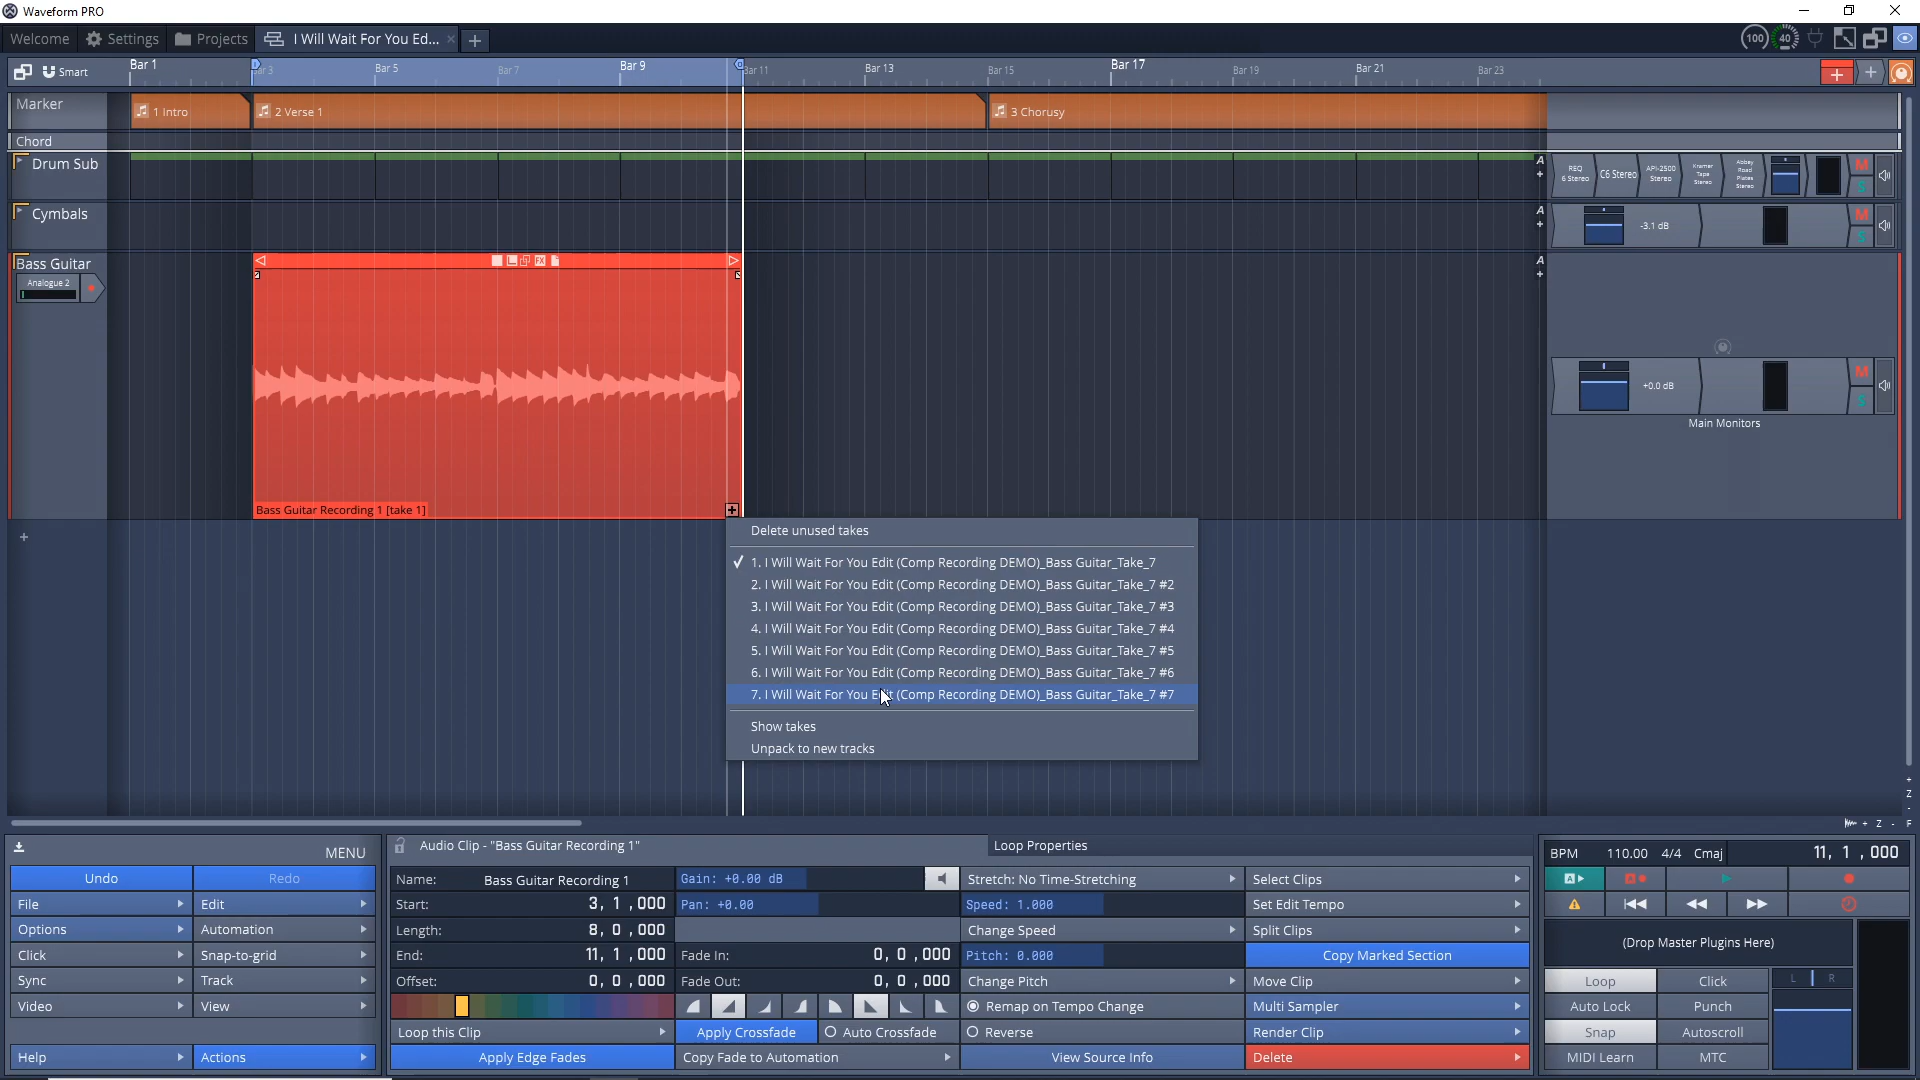 Waveform PRO
Welcome Settings Projects I Will Wait For You Ed...
100 40
Smart Bar 1 Bar 3 Bar 5 Bar 7 Bar 9 Bar 11 Bar 13 Bar 15 Bar 17 Bar 19 Bar 21 Bar 23
Marker 1 Intro 2 Verse 1 3 Chorusy
Chord
Drum Sub A REQ 6 Stereo C6 Stereo API-2500 Stereo Kramer Tape Stereo Abbey Road Plates Stereo M S
Cymbals A -3.1 dB M S
Bass Guitar A
Analogue 2
+0.0 dB M S
Main Monitors
Bass Guitar Recording 1 [take 1]
Delete unused takes
1. I Will Wait For You Edit (Comp Recording DEMO)_Bass Guitar_Take_7
2. I Will Wait For You Edit (Comp Recording DEMO)_Bass Guitar_Take_7 #2
3. I Will Wait For You Edit (Comp Recording DEMO)_Bass Guitar_Take_7 #3
4. I Will Wait For You Edit (Comp Recording DEMO)_Bass Guitar_Take_7 #4
5. I Will Wait For You Edit (Comp Recording DEMO)_Bass Guitar_Take_7 #5
6. I Will Wait For You Edit (Comp Recording DEMO)_Bass Guitar_Take_7 #6
7. I Will Wait For You Edit (Comp Recording DEMO)_Bass Guitar_Take_7 #7
Show takes
Unpack to new tracks
+ Z -
+ Z - F
MENU
Undo Redo
File Edit
Options Automation
Click Snap-to-grid
Sync Track
Video View
Help Actions
Audio Clip - "Bass Guitar Recording 1" Loop Properties
Name: Bass Guitar Recording 1 Gain: +0.00 dB Stretch: No Time-Stretching Select Clips
Start: 3, 1 ,000 Pan: +0.00 Speed: 1.000 Set Edit Tempo
Length: 8, 0 ,000 Change Speed Split Clips
End: 11, 1 ,000 Fade In: 0, 0 ,000 Pitch: 0.000 Copy Marked Section
Offset: 0, 0 ,000 Fade Out: 0, 0 ,000 Change Pitch Move Clip
Remap on Tempo Change Multi Sampler
Loop this Clip Apply Crossfade Auto Crossfade Reverse Render Clip
Apply Edge Fades Copy Fade to Automation View Source Info Delete
BPM 110.00 4/4 Cmaj 11, 1 ,000
A A
(Drop Master Plugins Here)
Loop Click L R
Auto Lock Punch
Snap Autoscroll
MIDI Learn MTC